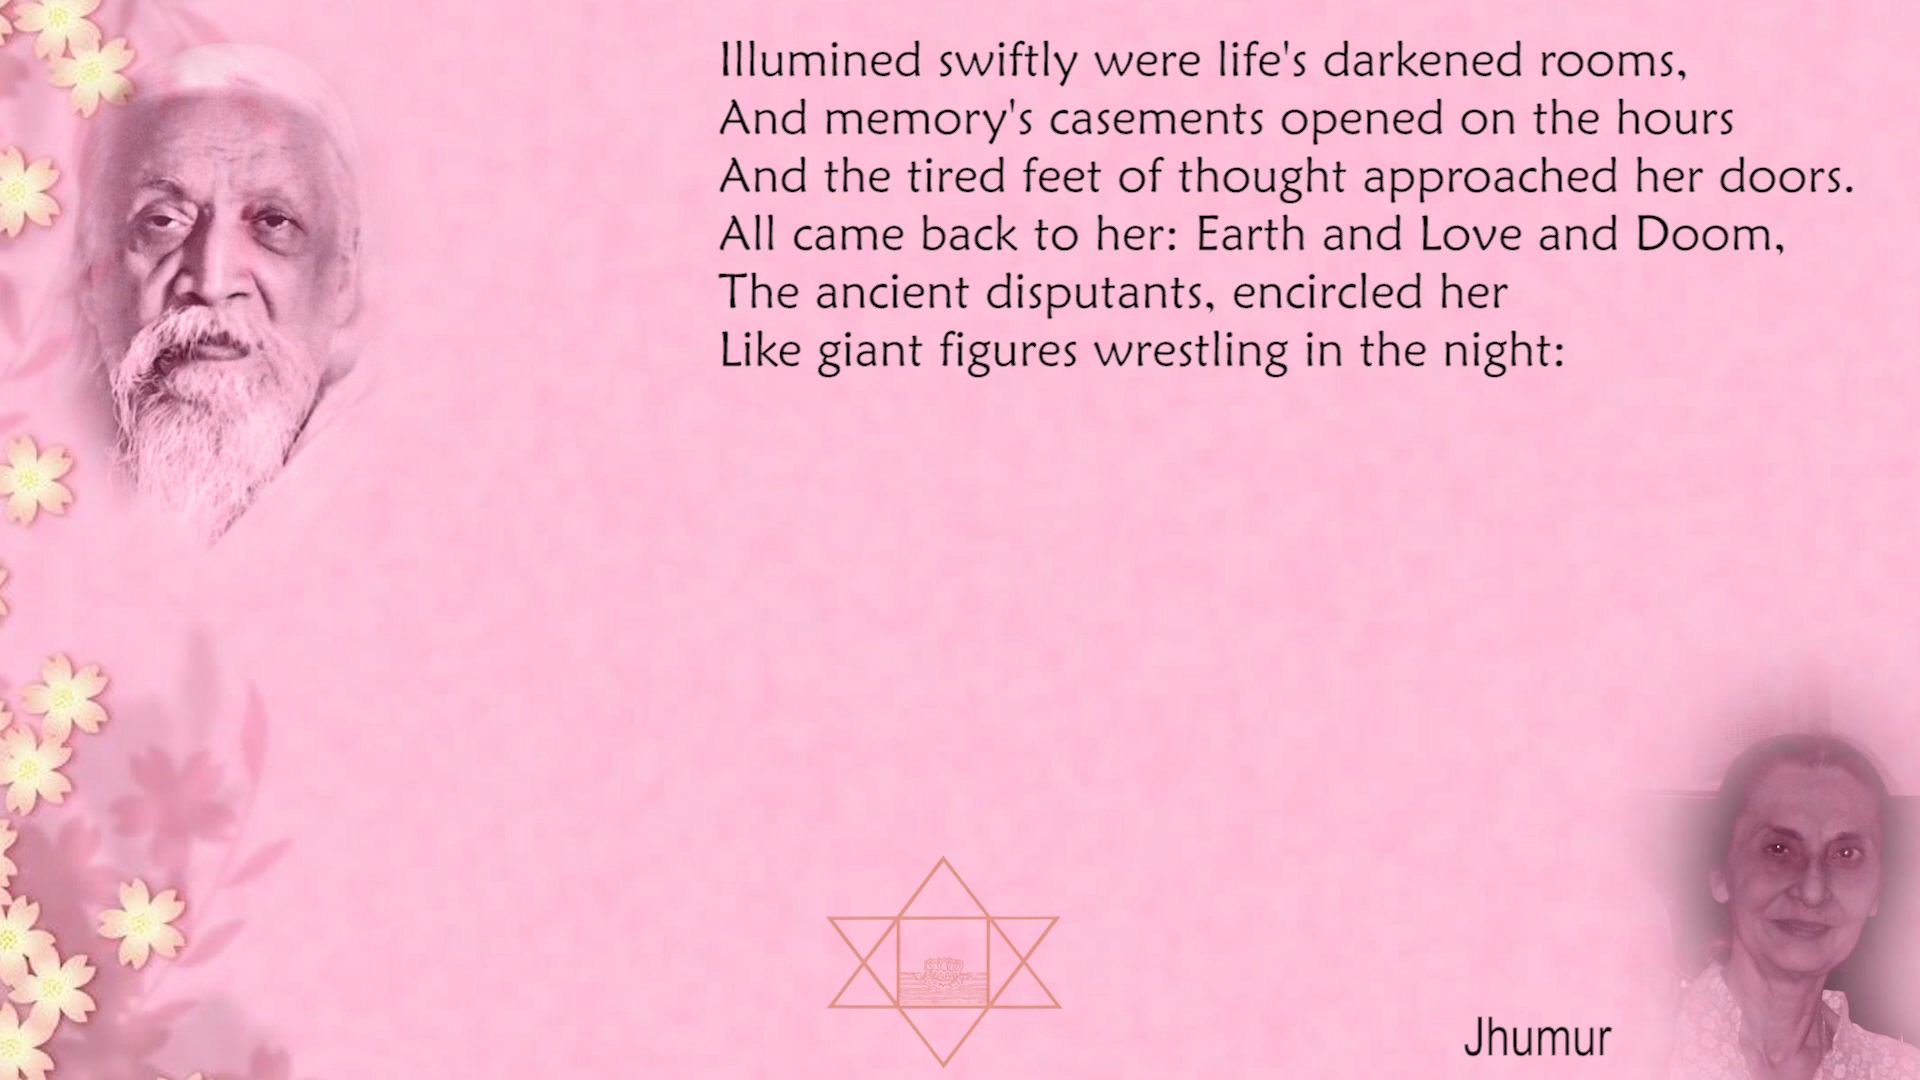 Illumined swiftly were life's darkened rooms,
And memory's casements opened on the hours
And the tired feet of thought approached her doors.
All came back to her: Earth and Love and Doom,
The ancient disputants, encircled her
Like giant figures wrestling in the night:
Jhumur